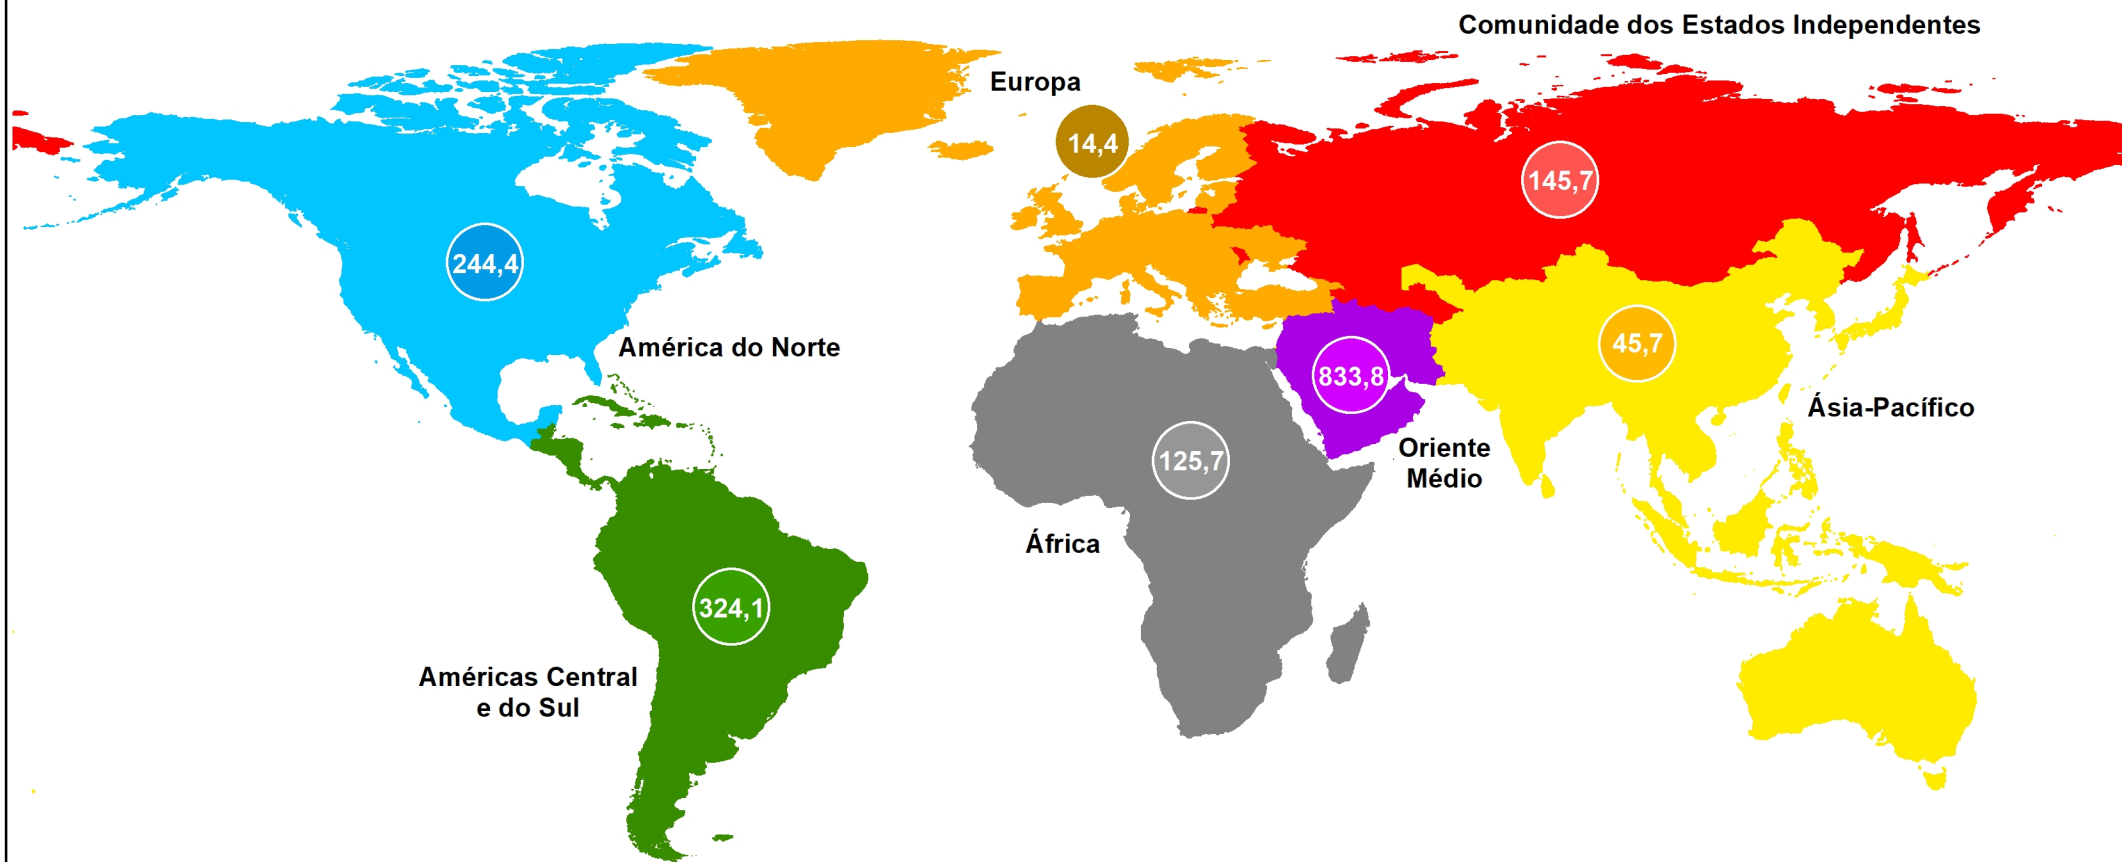 Comunidade dos Estados Independentes
Europa
14,4
145,7
244,4
América do Norte
45,7
833,8
Ásia-Pacífico
Oriente
Médio
125,7
África
324,1
Américas Central
e do Sul